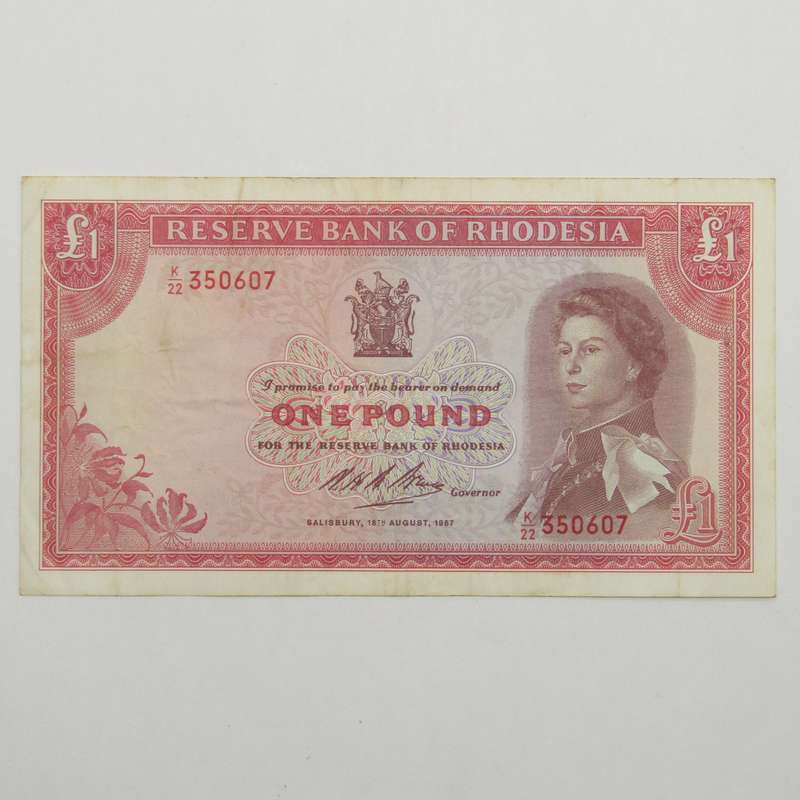 £1 RESERVE BANK OF RHODESIA £1
K/22 350607
I promise to pay the bearer on demand
ONE POUND
FOR THE RESERVE BANK OF RHODESIA
Governor
SALISBURY, 18TH AUGUST, 1967
K/22 350607
£1